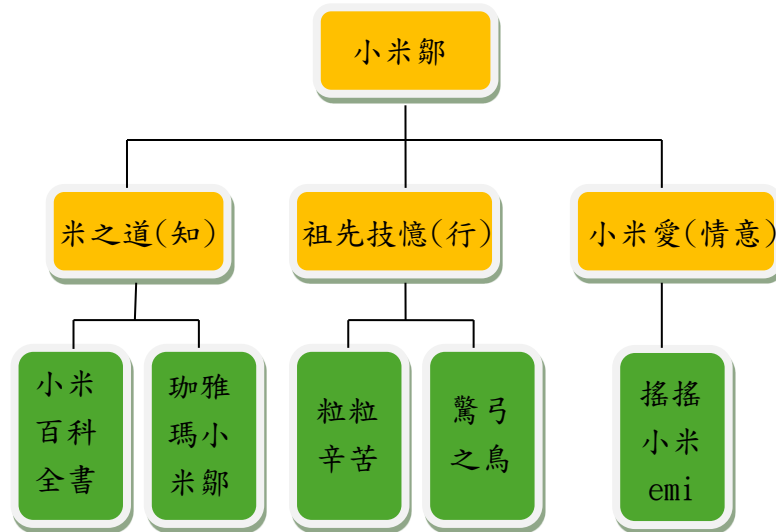 小米鄒
米之道(知)
祖先技憶(行)
小米愛(情意)
小米
百科
全書
珈雅
瑪小
米鄒
粒粒
辛苦
驚弓
之鳥
搖搖
小米
emi